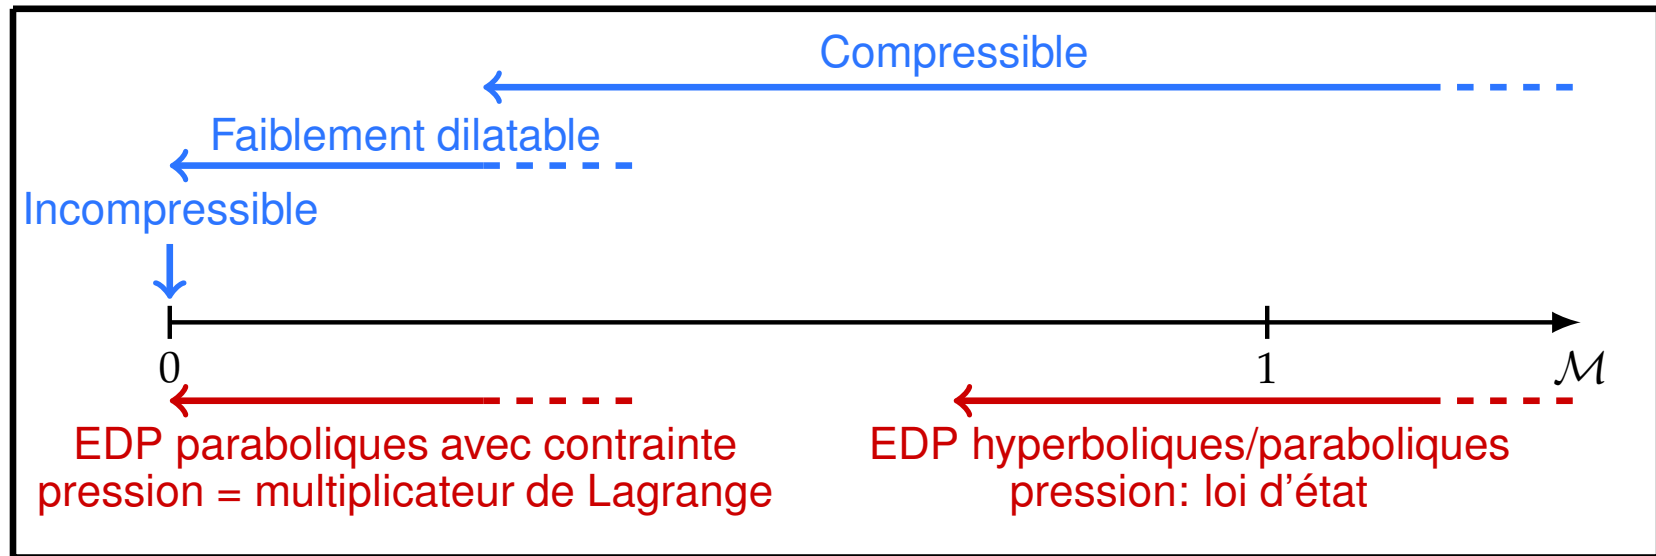 Compressible
Faiblement dilatable
Incompressible
0
1
ℳ
EDP paraboliques avec contrainte
pression = multiplicateur de Lagrange
EDP hyperboliques/paraboliques
pression: loi d'état